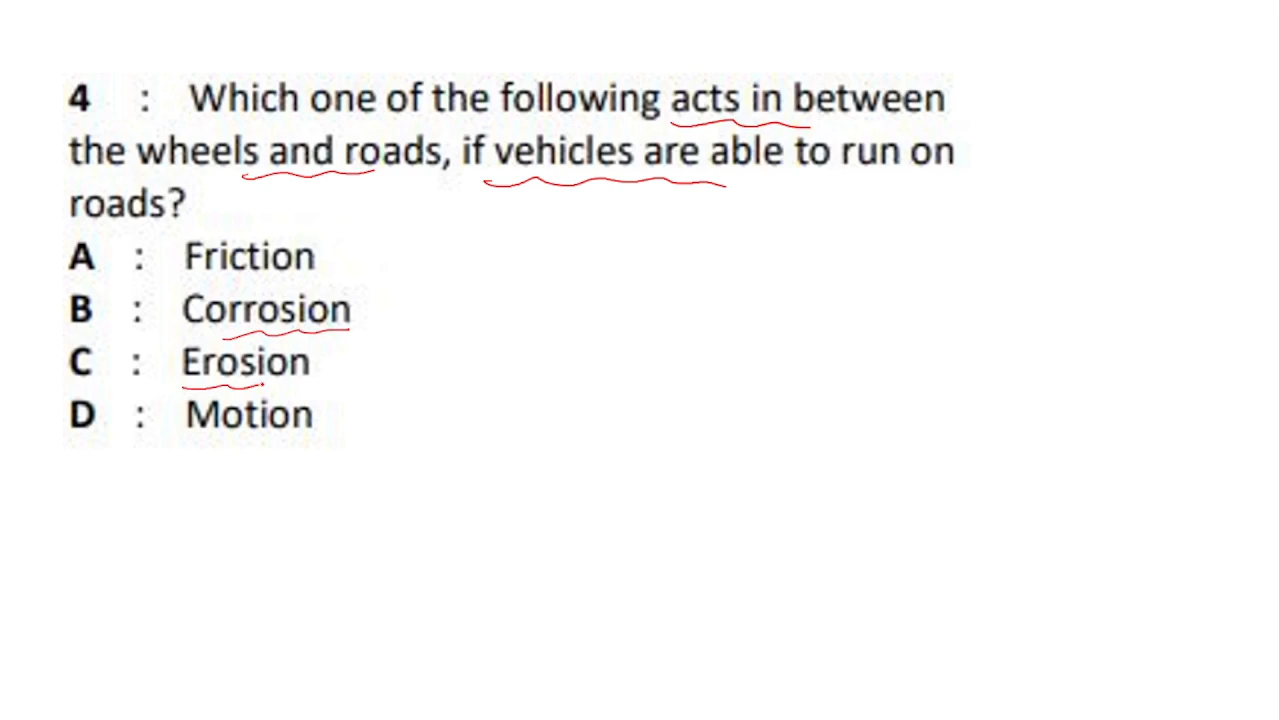 4 : Which one of the following acts in between
the wheels and roads, if vehicles are able to run on
roads?
A : Friction
B : Corrosion
C : Erosion
D : Motion